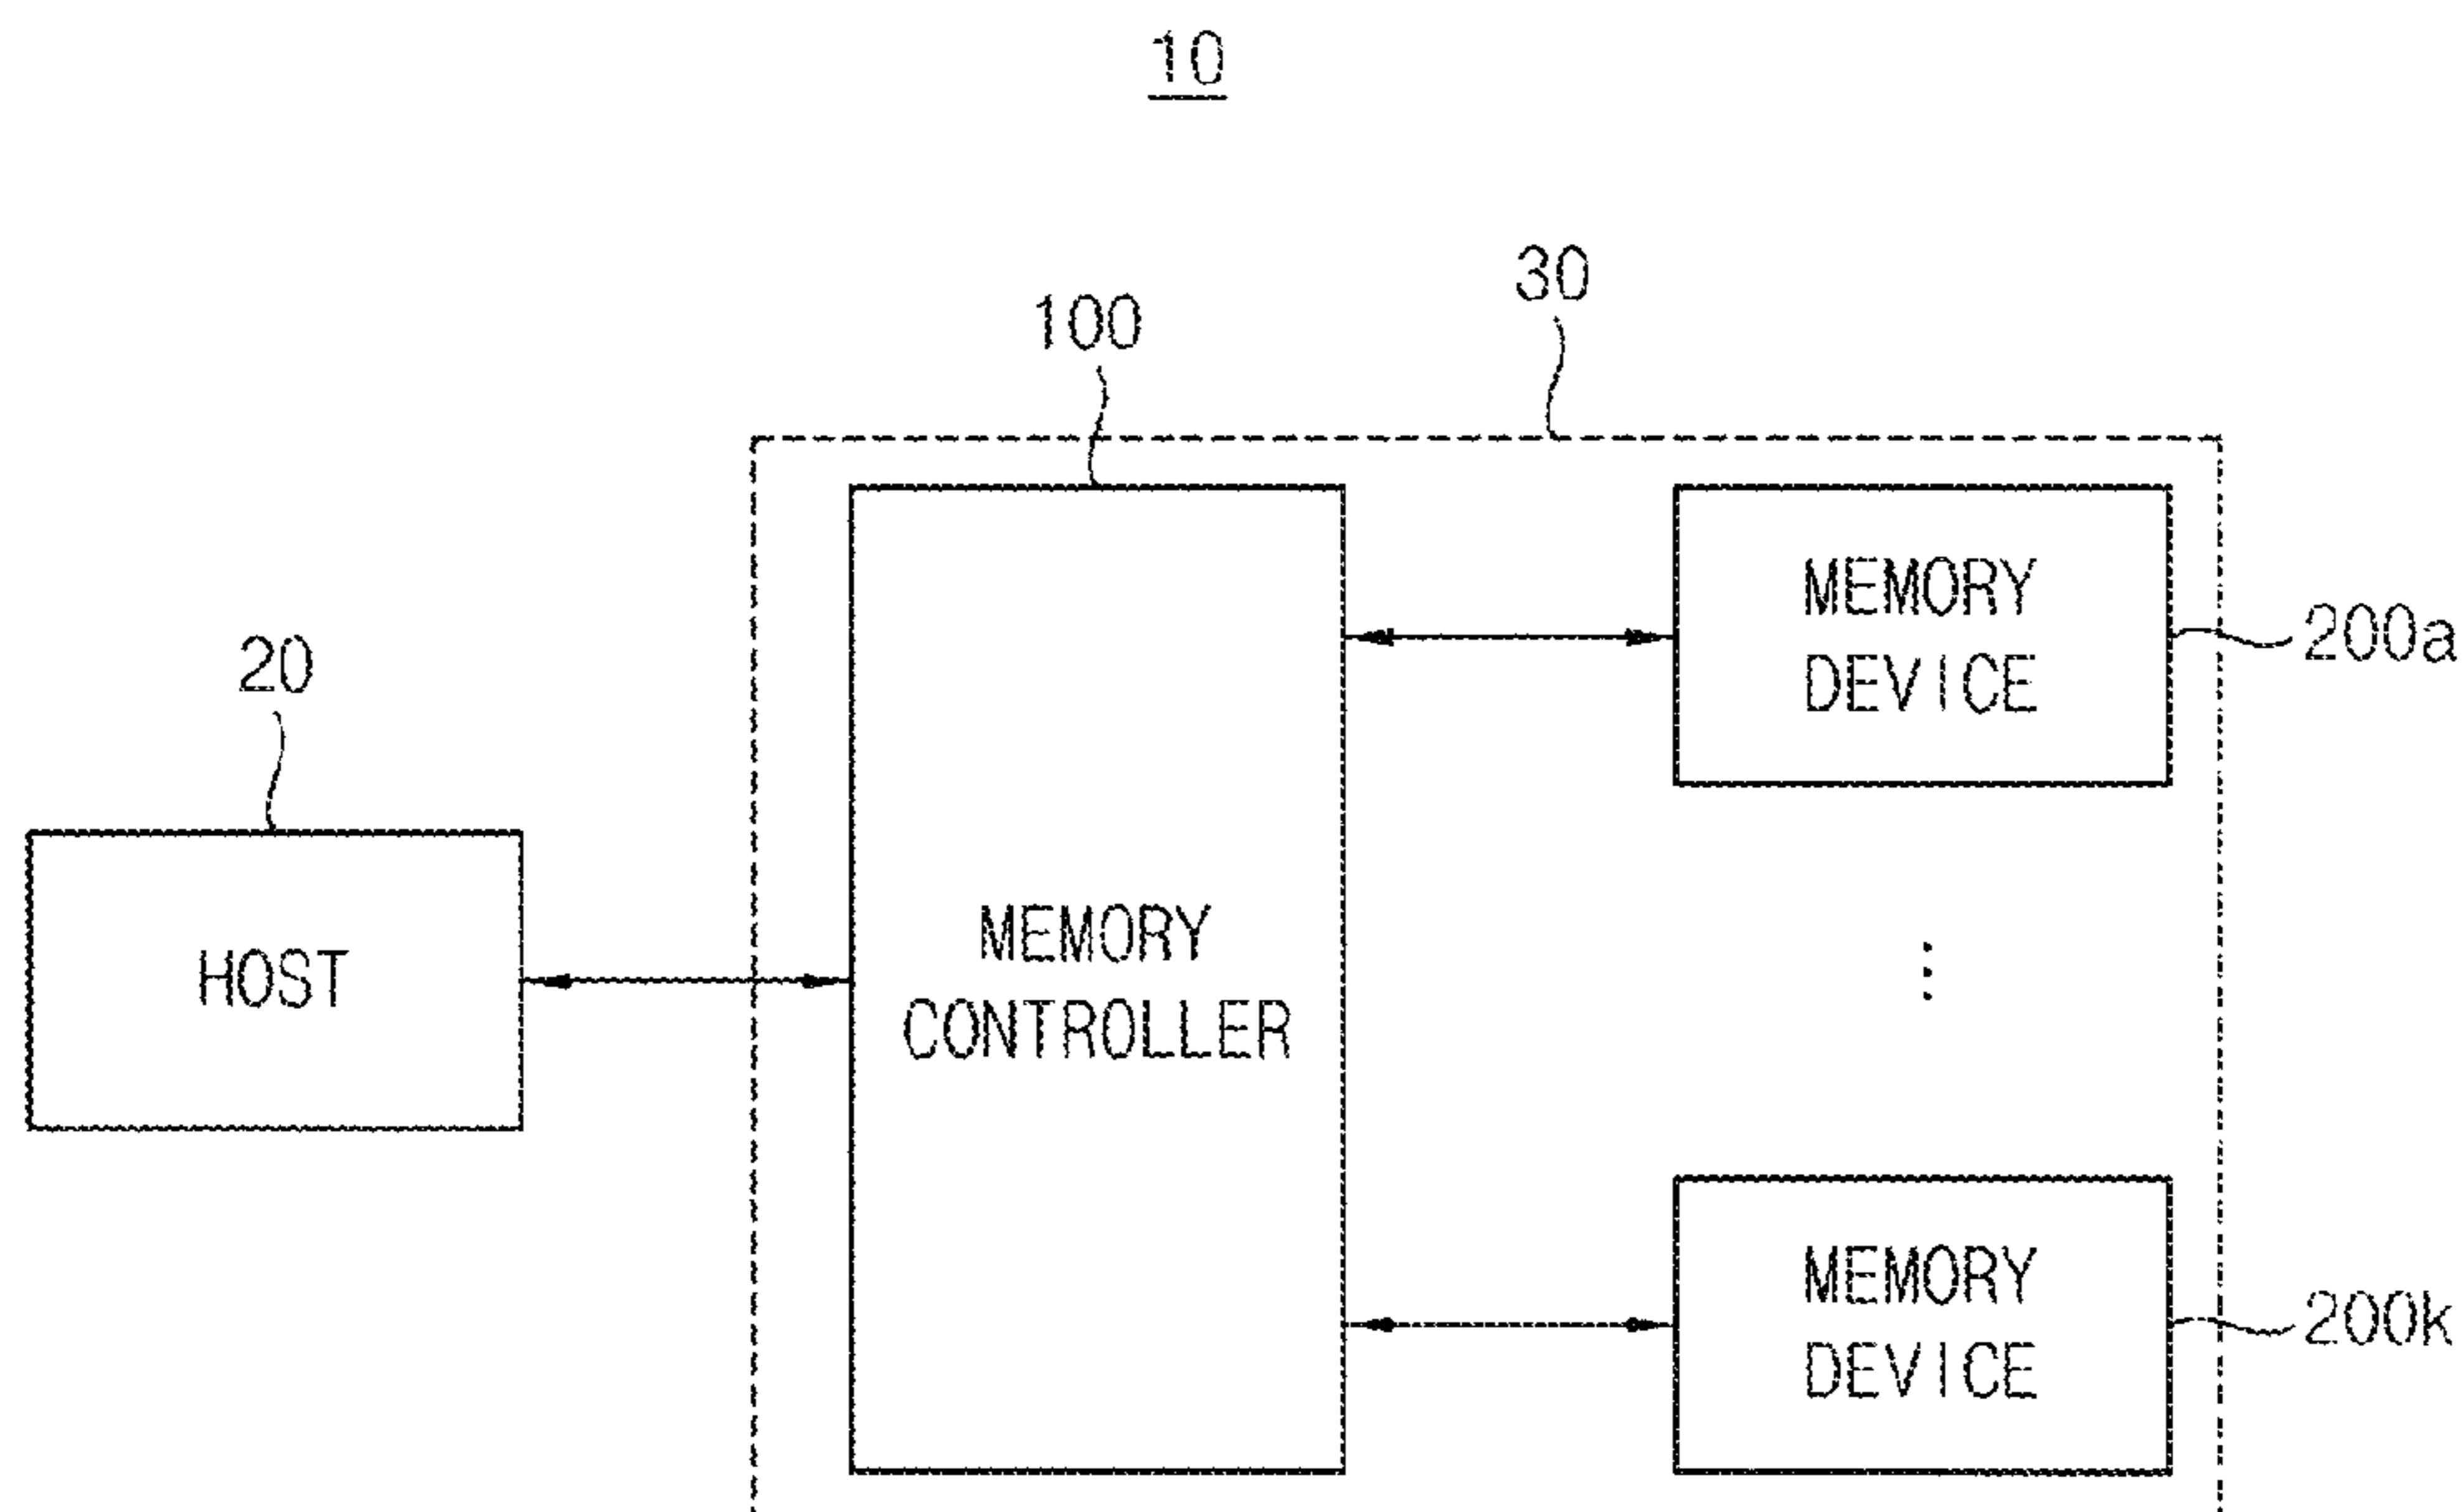 10
30
100
MEMORY
DEVICE
200a
20
HOST
MEMORY
CONTROLLER
MEMORY
DEVICE
200k